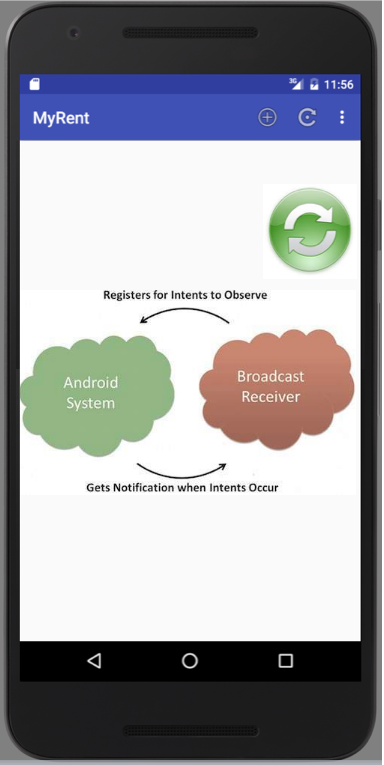 3G 11:56
MyRent
Registers for Intents to Observe
Android
System
Broadcast
Receiver
Gets Notification when Intents Occur